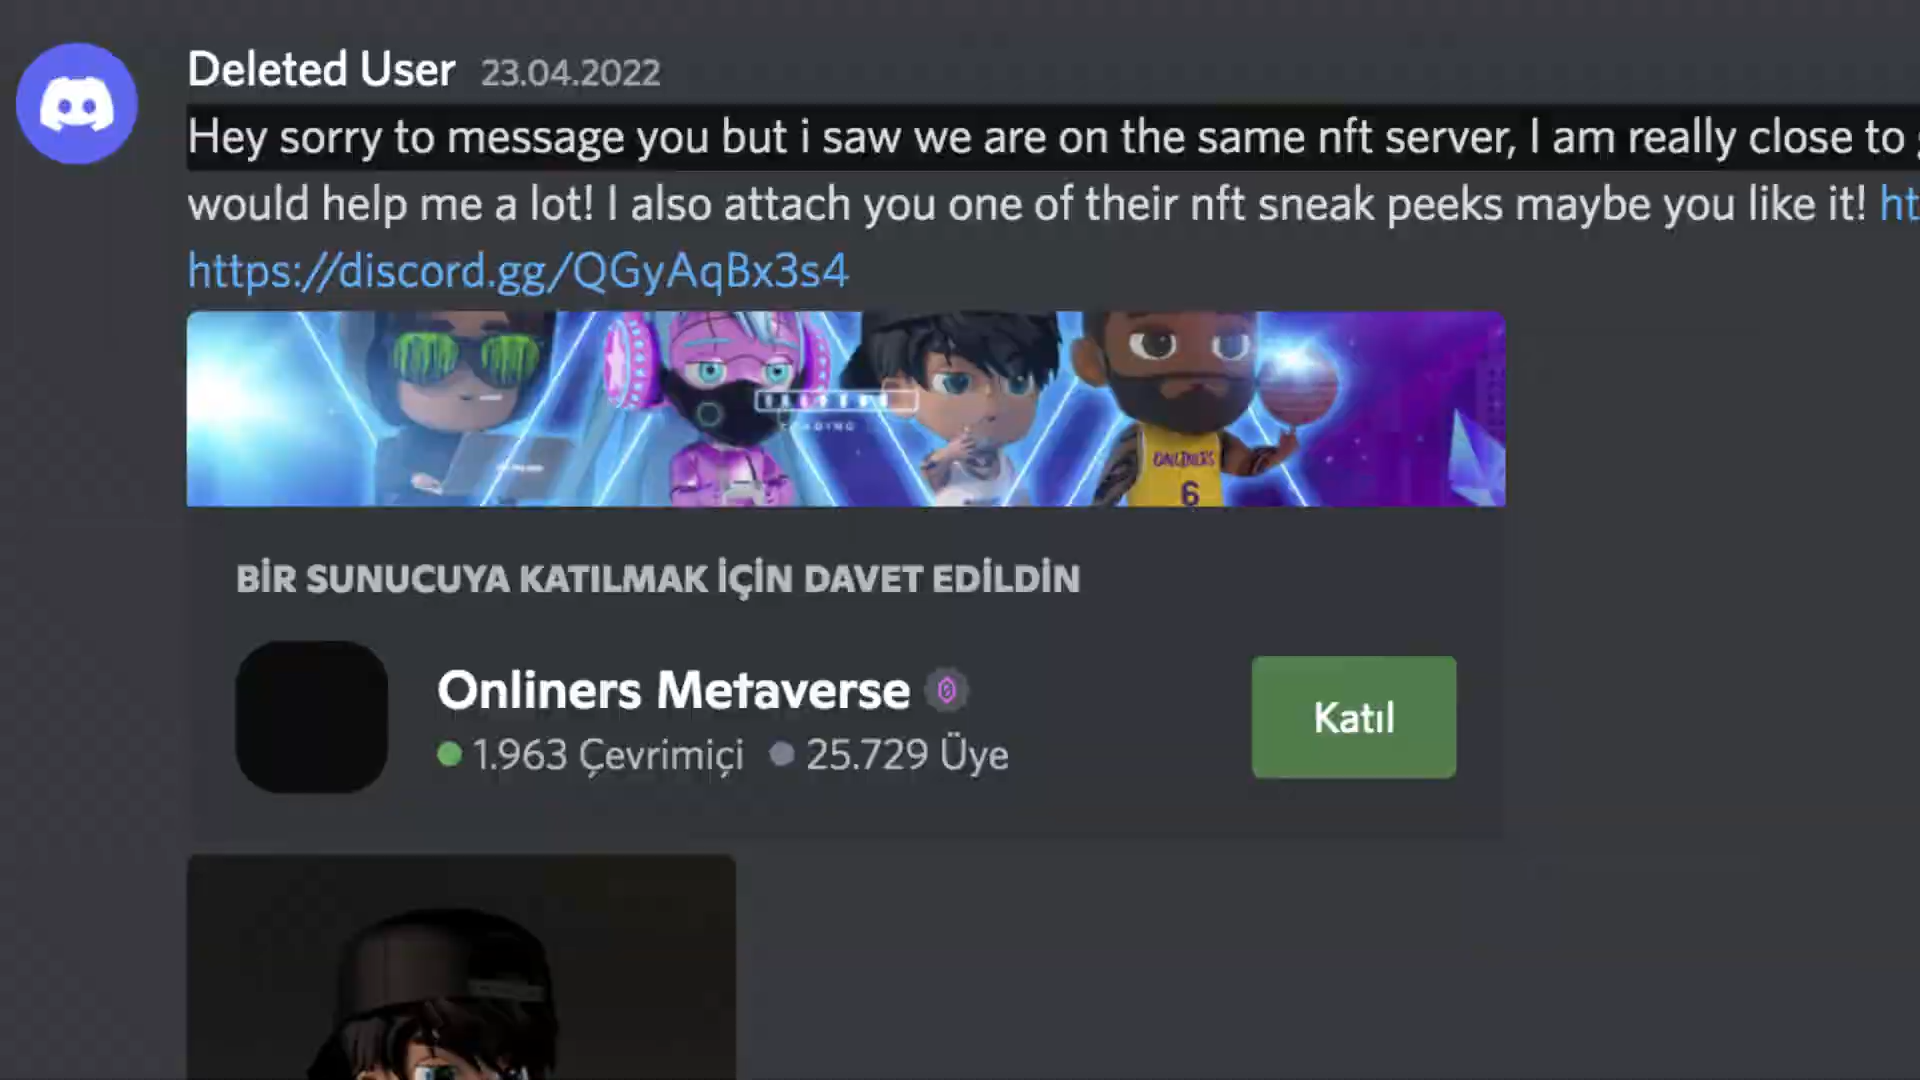 Deleted User 23.04.2022
Hey sorry to message you but i saw we are on the same nft server, I am really close to
would help me a lot! I also attach you one of their nft sneak peeks maybe you like it! ht
https://discord.gg/QGyAqBx3s4
LOADING
ONLINERS
6
BİR SUNUCUYA KATILMAK İÇİN DAVET EDİLDİN
Onliners Metaverse
1.963 Çevrimiçi 25.729 Üye
Katıl